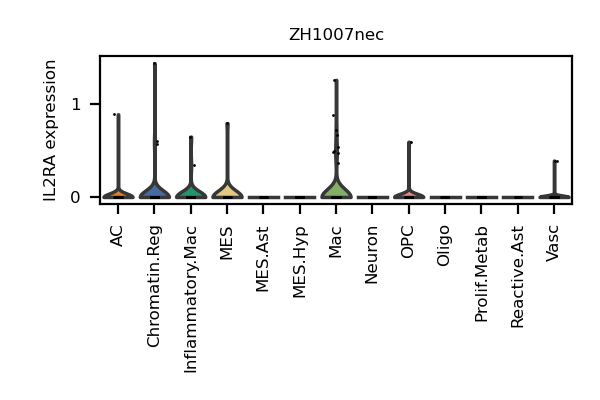 ZH1007nec
IL2RA expression
1
0
AC
Chromatin.Reg
Inflammatory.Mac
MES
MES.Ast
MES.Hyp
Mac
Neuron
OPC
Oligo
Prolif.Metab
Reactive.Ast
Vasc